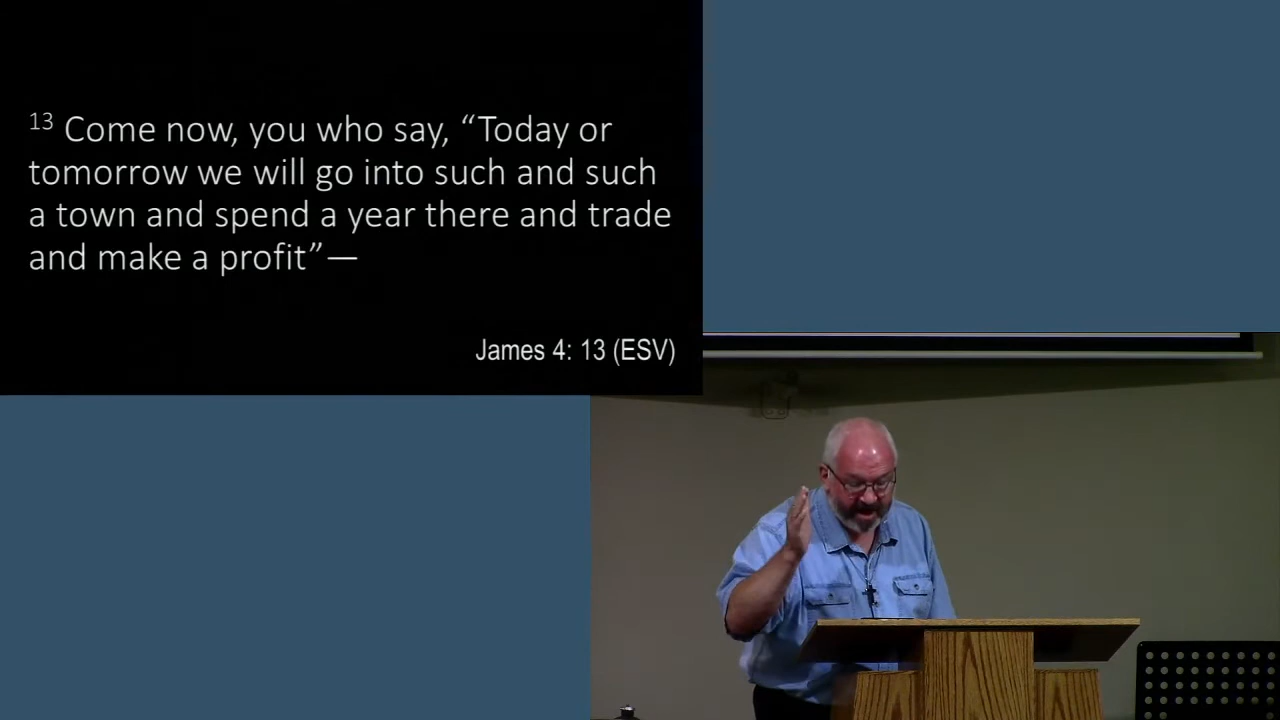 13 Come now, you who say, “Today or
tomorrow we will go into such and such
a town and spend a year there and trade
and make a profit”—
James 4: 13 (ESV)